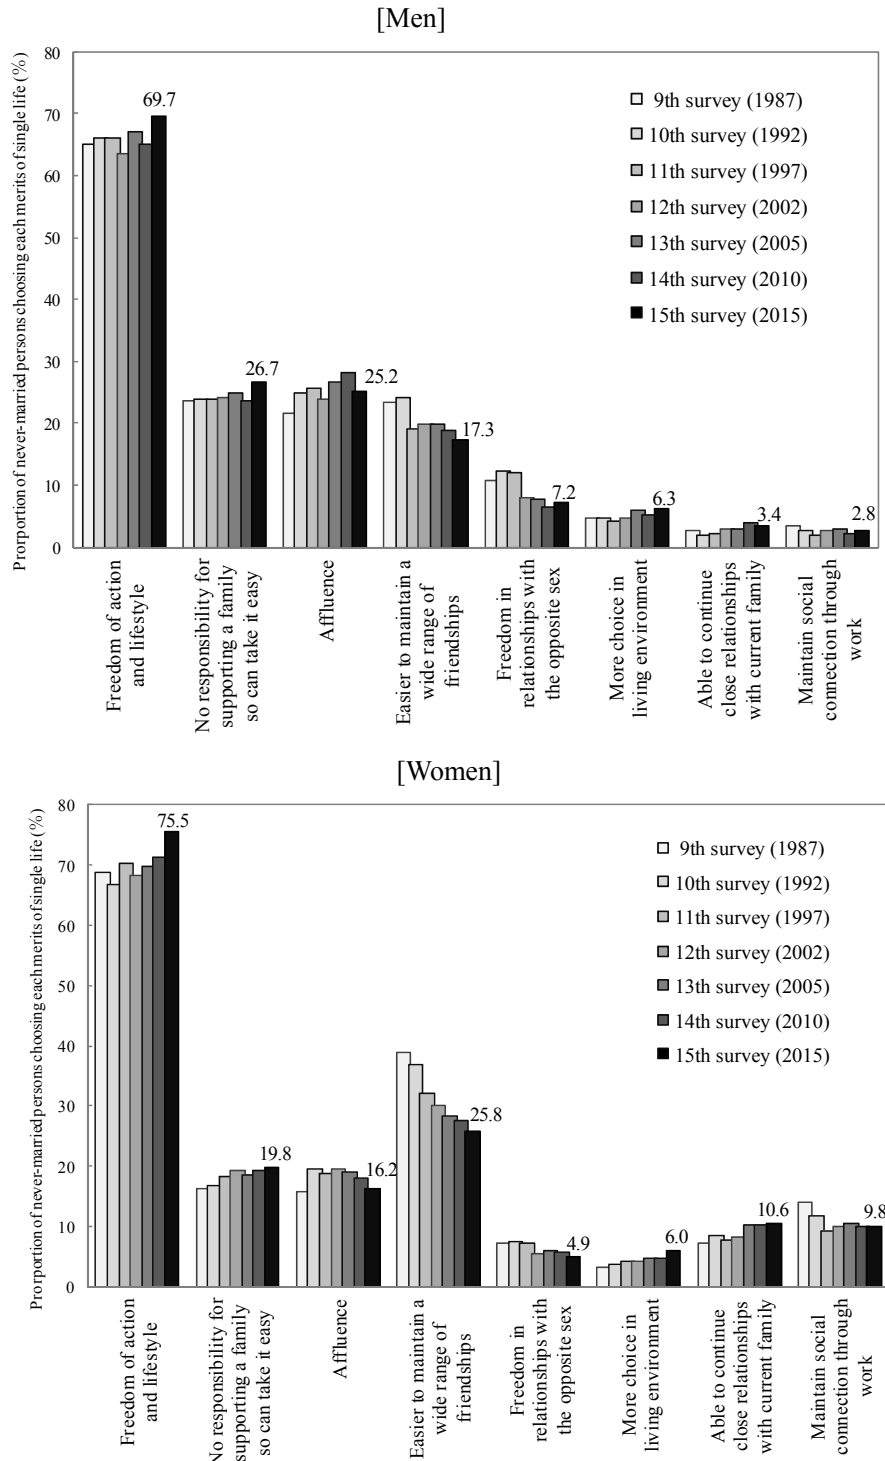 [Men]
Prorportion of never-married persons choosing each merits of single life (%)
80
70
60
50
40
30
20
10
0
69.7
26.7
25.2
17.3
7.2
6.3
3.4
2.8
9th survey (1987)
10th survey (1992)
11th survey (1997)
12th survey (2002)
13th survey (2005)
14th survey (2010)
15th survey (2015)
Freedom of action
and lifestyle
No responsibility for
supporting a family
so can take it easy
Affluence
Easier to maintain a
wide range of
friendships
Freedom in
relationships with
the opposite sex
More choice in
living environment
Able to continue
close relationships
with current family
Maintain social
connection through
work
[Women]
Prorportion of never-married persons choosing each merits of single life (%)
80
70
60
50
40
30
20
10
0
75.5
19.8
16.2
25.8
4.9
6.0
10.6
9.8
9th survey (1987)
10th survey (1992)
11th survey (1997)
12th survey (2002)
13th survey (2005)
14th survey (2010)
15th survey (2015)
Freedom of action
and lifestyle
No responsibility for
supporting a family
so can take it easy
Affluence
Easier to maintain a
wide range of
friendships
Freedom in
relationships with
the opposite sex
More choice in
living environment
Able to continue
close relationships
with current family
Maintain social
connection through
work